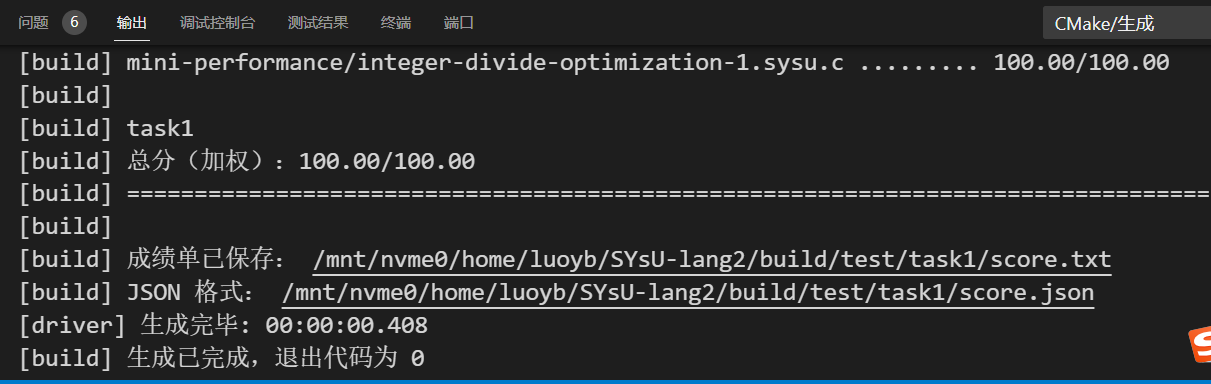 问题 6 输出 调试控制台 测试结果 终端 端口 CMake/生成
[build] mini-performance/integer-divide-optimization-1.sysu.c ......... 100.00/100.00
[build]
[build] task1
[build] 总分（加权）：100.00/100.00
[build] ================================================================================
[build]
[build] 成绩单已保存： /mnt/nvme0/home/luoyb/SYsU-lang2/build/test/task1/score.txt
[build] JSON 格式： /mnt/nvme0/home/luoyb/SYsU-lang2/build/test/task1/score.json
[driver] 生成完毕: 00:00:00.408
[build] 生成已完成，退出代码为 0